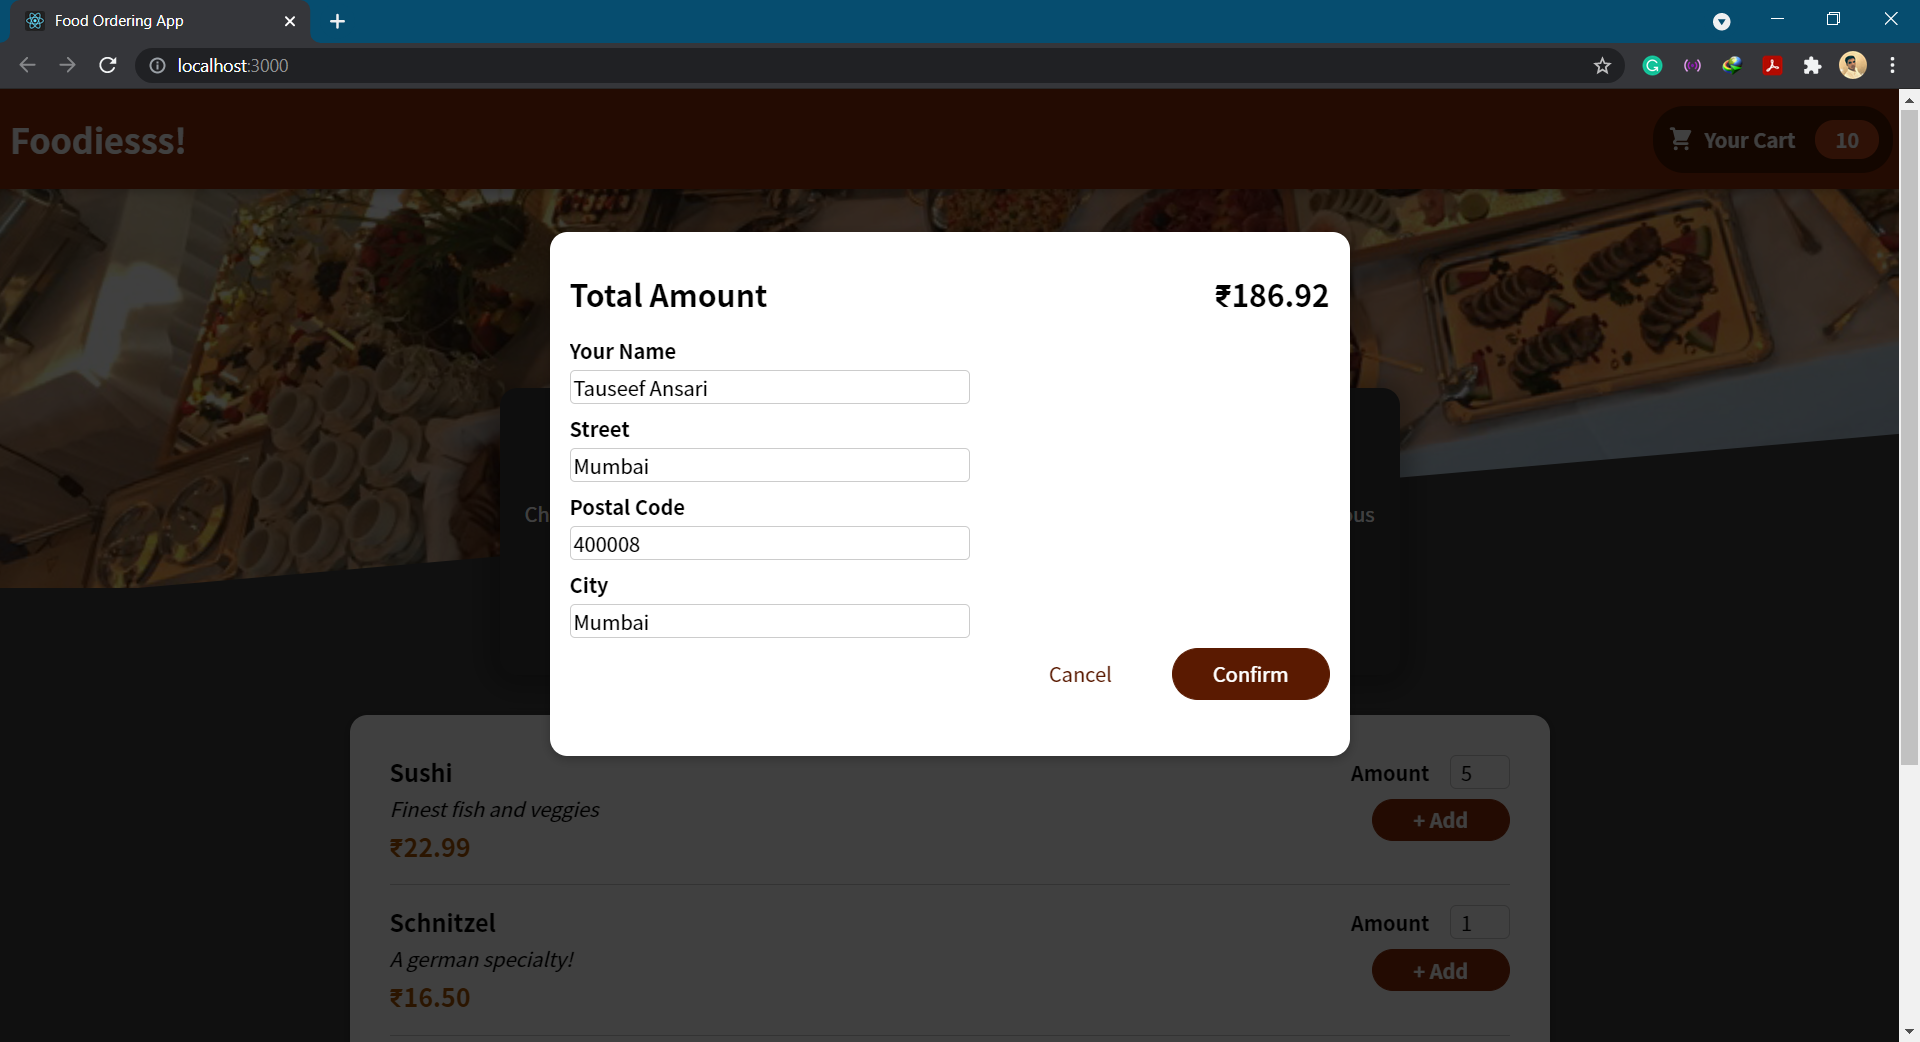 Food Ordering App
localhost:3000
Foodiesss!
Your Cart 10
Total Amount ₹186.92
Your Name
Tauseef Ansari
Street
Mumbai
Postal Code
400008
City
Mumbai
Cancel Confirm
Sushi
Finest fish and veggies
₹22.99
Amount 5
+ Add
Schnitzel
A german specialty!
₹16.50
Amount 1
+ Add